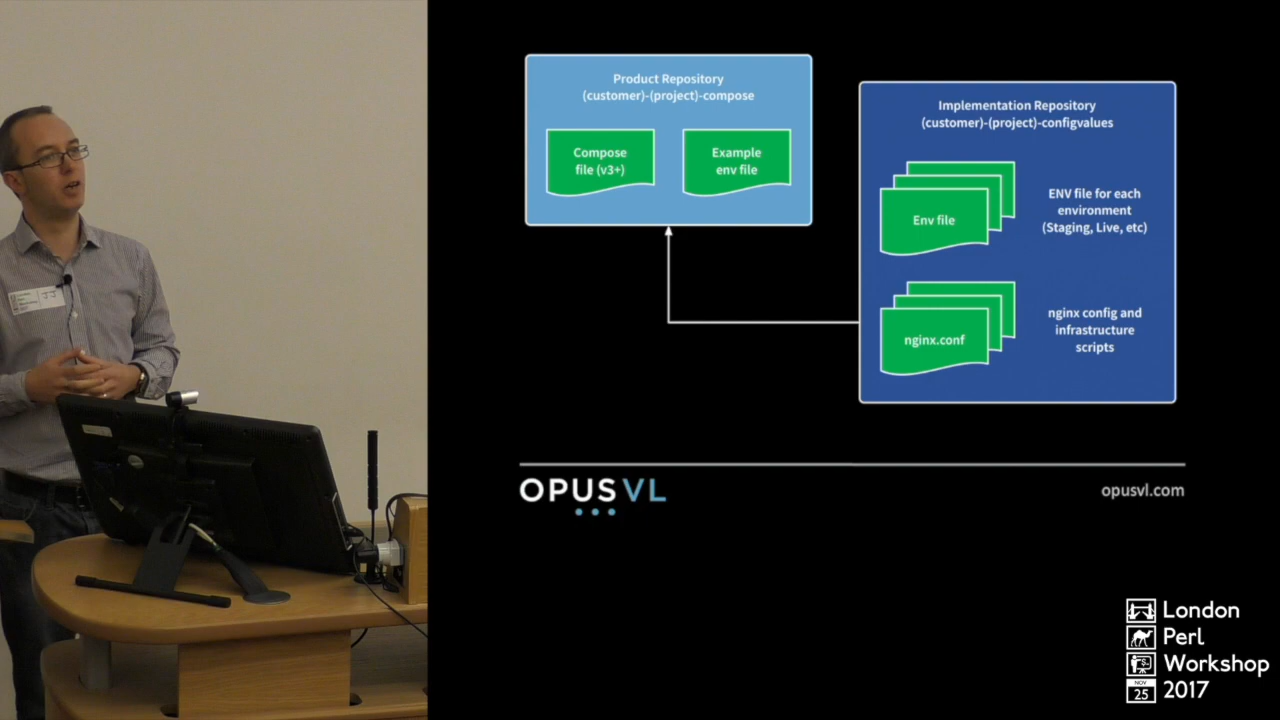 Product Repository
(customer)-(project)-compose
Compose
file (v3+)
Example
env file
Implementation Repository
(customer)-(project)-configvalues
Env file
ENV file for each
environment
(Staging, Live, etc)
nginx.conf
nginx config and
infrastructure
scripts
OPUSVL
opusvl.com
JJ
London
Perl
Workshop
NOV
25
2017